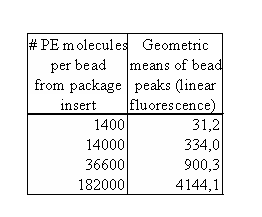 # PE molecules Geometric
per bead means of bead
from package peaks (linear
insert fluorescence)
1400 31,2
14000 334,0
36600 900,3
182000 4144,1